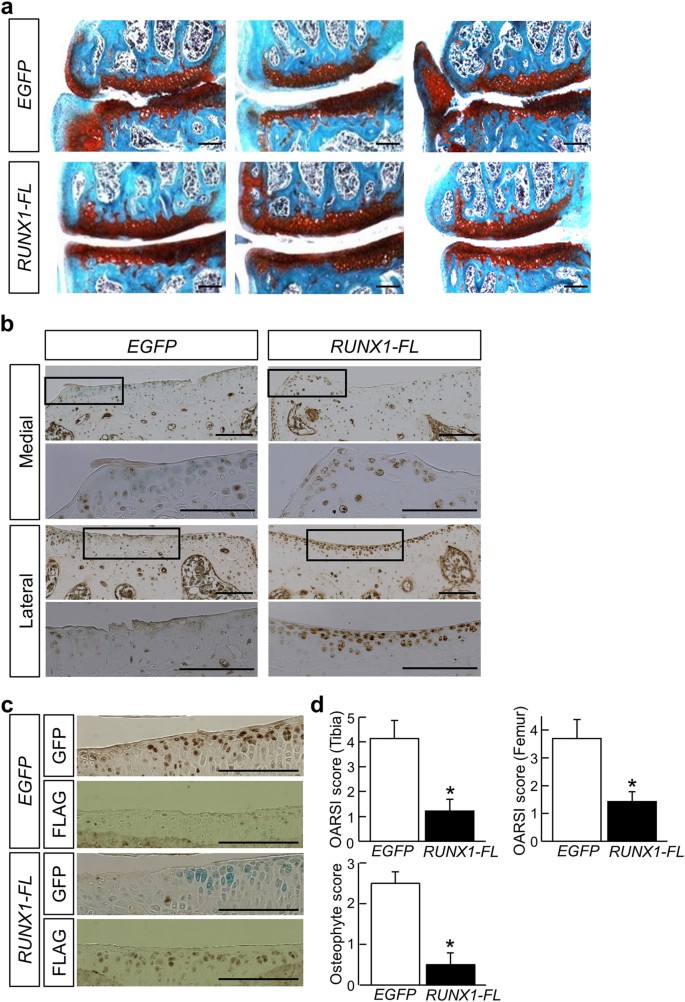 a
EGFP
RUNX1-FL
b
EGFP
RUNX1-FL
Medial
Lateral
c
EGFP
GFP
FLAG
RUNX1-FL
GFP
FLAG
d
OARSI score (Tibia)
5
4
3
2
1
0
*
EGFP RUNX1-FL
OARSI score (Femur)
4
3
2
1
0
*
EGFP RUNX1-FL
Osteophyte score
3
2
1
0
*
EGFP RUNX1-FL